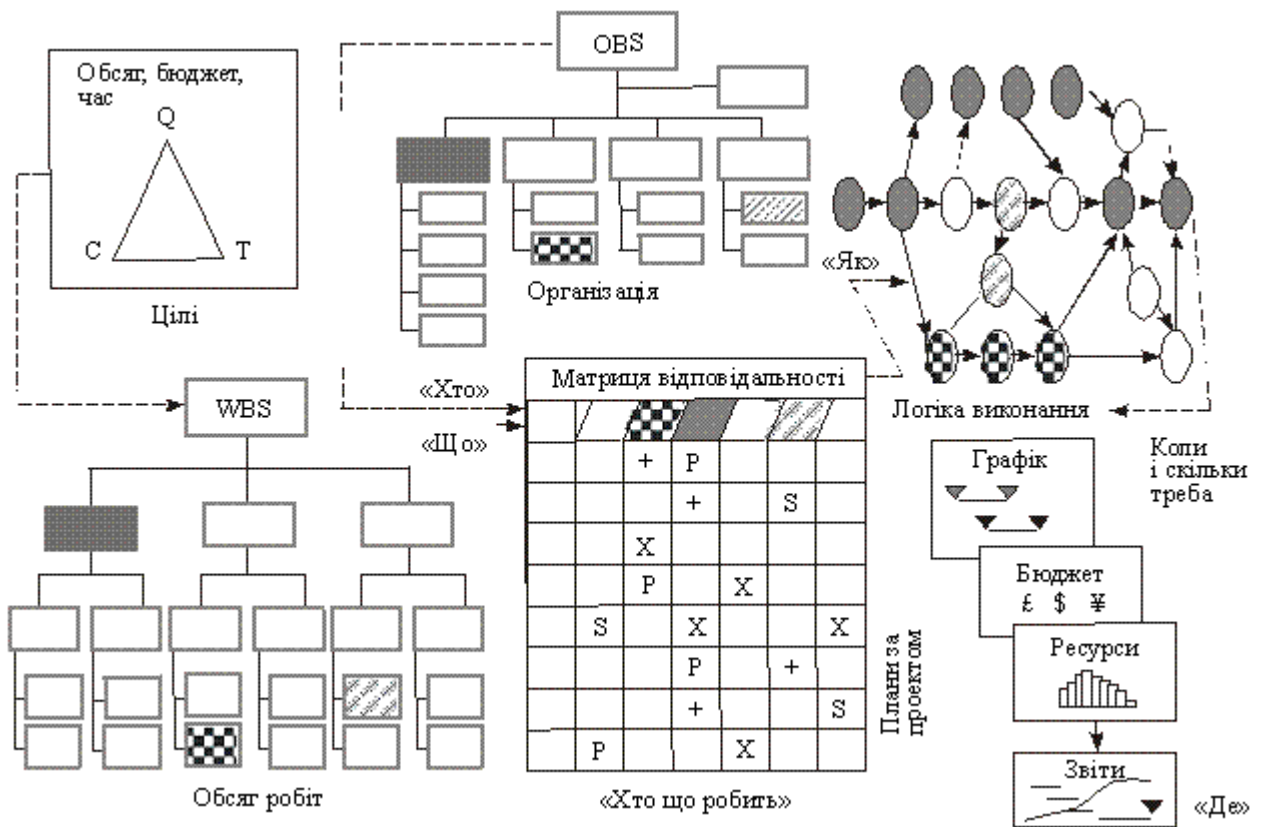 Обсяг, бюджет,
час
Q
C
T
Цілі
OBS
Організація
«Як»
Логіка виконання
WBS
Обсяг робіт
«Хто»
«Що»
Матриця відповідальності
+ P
+ S
X
P X
S X X
P +
+ S
P X
«Хто що робить»
Коли
і скільки
треба
Графік
Бюджет
£ $ ¥
Ресурси
Плани за
проектом
Звіти
«Де»